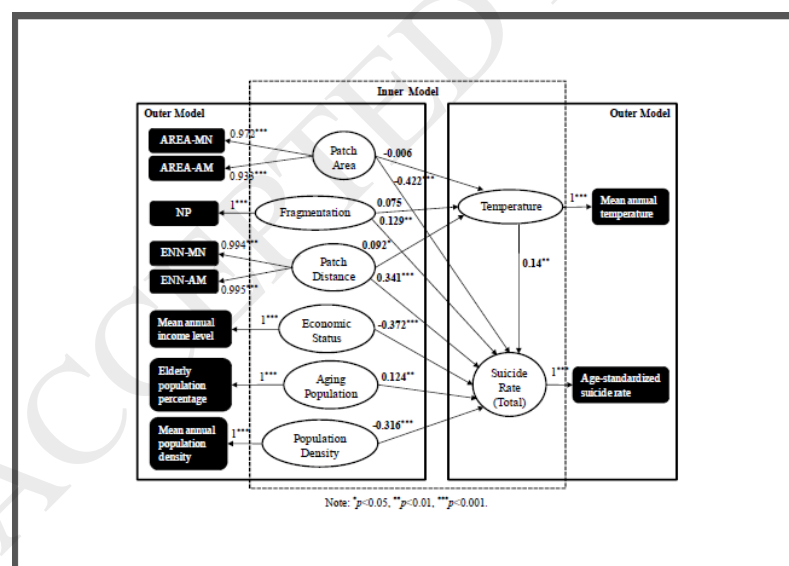 ACCEPTED
Inner Model
Outer Model
Outer Model
AREA-MN
0.972***
AREA-AM
0.935***
Patch
Area
-0.006
-0.422***
NP
1***
Fragmentation
0.075
0.129**
Temperature
1***
Mean annual
temperature
ENN-MN
0.994***
ENN-AM
0.995***
Patch
Distance
0.092*
0.341***
0.14**
Mean annual
income level
1***
Economic
Status
-0.372***
Elderly
population
percentage
1***
Aging
Population
0.124**
Suicide
Rate
(Total)
1***
Age-standardized
suicide rate
Mean annual
population
density
1***
Population
Density
-0.316***
Note: *p<0.05, **p<0.01, ***p<0.001.